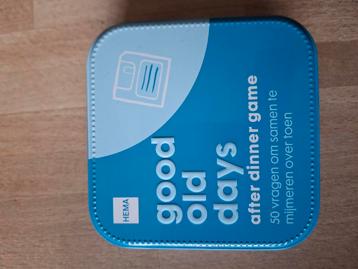 HEMA
good
old
days
after dinner game
50 vragen om samen te
mijmeren over toen